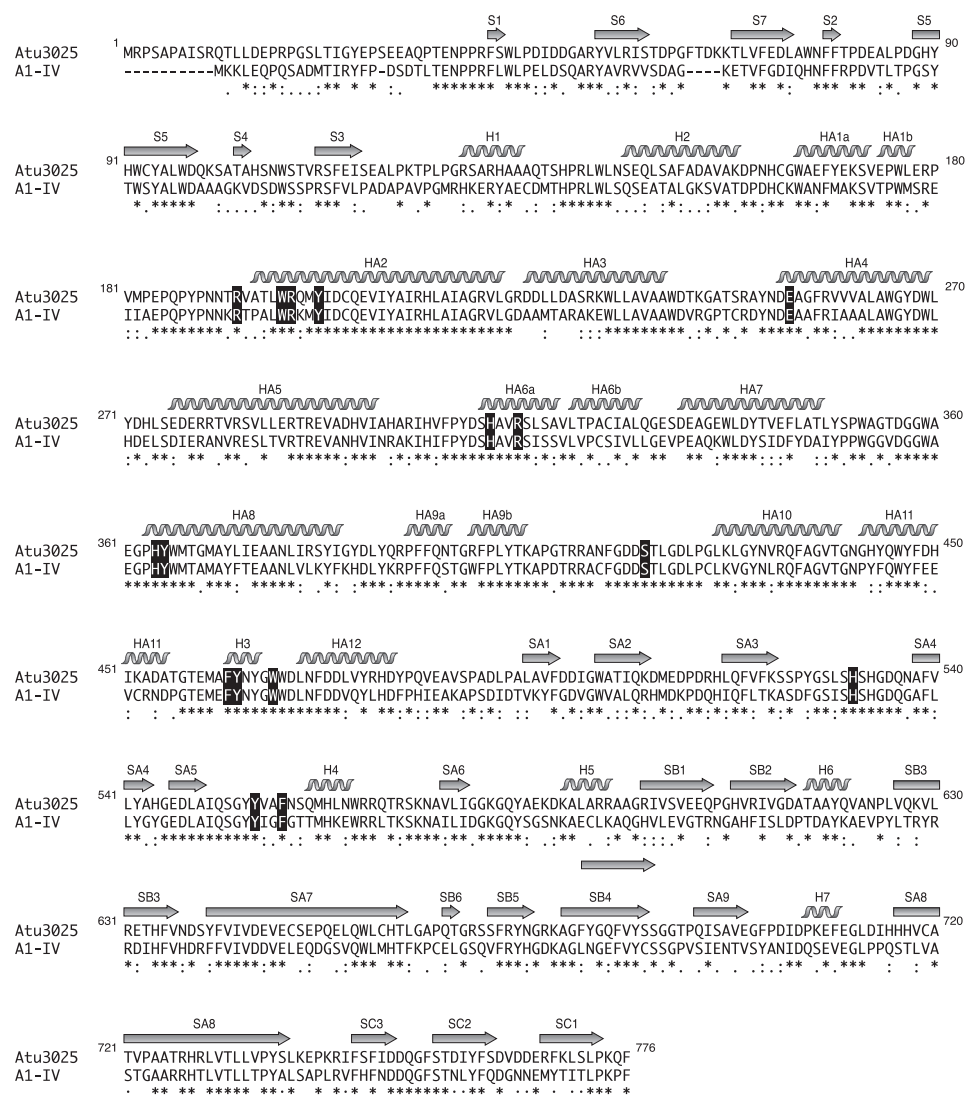 S1 S6 S7 S2 S5
1 90
Atu3025 MRPSAPAISRQTLLDEPRPGSLTIGYEPSEEAQPTENPPRFSWLPDIDDGARYVLRISTDPGFTDKKTLVFEDLAWNFFTPDEALPDGHY
A1-IV ----------MKKLEQPQSADMTIRYFP-DSDTLTENPPRFLWLPELDSQARYAVRVVSDAG----KETVFGDIQHNFFRPDVTLTPGSY
S5 S4 S3 H1 H2 HA1a HA1b
91 180
Atu3025 HWCYALWDQKSATAHSNWSTVRSFEISEALPKTPLPGRSARHAAAQTSHPRLWLNSEQLSAFADAVAKDPNHCGWAEFYEKSVEPWLERP
A1-IV TWSYALWDAAAGKVDSDWSSPRSFVLPADAPAVPGMRHKERYAECDMTHPRLWLSQSEATALGKSVATDPDHCKWANFMAKSVTPWMSRE
HA2 HA3 HA4
181 270
Atu3025 VMPEPQPYPNNTRVATLWRQMYIDCQEVIYAIRHLAIAGRVLGRDDLLDASRKWLLAVAAWDTKGATSRAYNDEAGFRVVVALAWGYDWL
A1-IV IIAEPQPYPNNKRTPALWRKMYIDCQEVIYAIRHLAIAGRVLGDAAMTARAKEWLLAVAAWDVRGPTCRDYNDEAAFRIAAALAWGYDWL
HA5 HA6a HA6b HA7
271 360
Atu3025 YDHLSEDERRTVRSVLLERTREVADHVIAHARIHVFPYDSHAVRSLSAVLTPACIALQGESDEAGEWLDYTVEFLATLYSPWAGTDGGWA
A1-IV HDELSDIERANVRESLTVRTREVANHVINRAKIHIFPYDSHAVRSISSVLVPCSIVLLGEVPEAQKWLDYSIDFYDAIYPPWGGVDGGWA
HA8 HA9a HA9b HA10 HA11
361 450
Atu3025 EGPHYWMTGMAYLIEAANLIRSYIGYDLYQRPFFQNTGRFPLYTKAPGTRRANFGDDSTLGDLPGLKLGYNVRQFAGVTGNGHYQWYFDH
A1-IV EGPHYWMTAMAYFTEAANLVLKYFKHDLYKRPFFQSTGWFPLYTKAPDTRRACFGDDSTLGDLPCLKVGYNLRQFAGVTGNPYFQWYFEE
HA11 H3 HA12 SA1 SA2 SA3 SA4
451 540
Atu3025 IKADATGTEMAFYNYGWWDLNFDDLVYRHDYPQVEAVSPADLPALAVFDDIGWATIQKDMEDPDRHLQFVFKSSPYGSLSHSHGDQNAFV
A1-IV VCRNDPGTEMEFYNYGWWDLNFDDVQYLHDFPHIEAKAPSDIDTVKYFGDVGWVALQRHMDKPDQHIQFLTKASDFGSISHSHGDQGAFL
SA4 SA5 H4 SA6 H5 SB1 SB2 H6 SB3
541 630
Atu3025 LYAHGEDLAIQSGYYVAFNSQMHLNWRRQTRSKNAVLIGGKGQYAEKDKALARRAAGRIVSVEEQPGHVRIVGDATAAYQVANPLVQKVL
A1-IV LYGYGEDLAIQSGYYIGFGTTMHKEWRRLTKSKNAILIDGKGQYSGSNKAECLKAQGHVLEVGTRNGAHFISLDPTDAYKAEVPYLTRYR
SB3 SA7 SB6 SB5 SB4 SA9 H7 SA8
631 720
Atu3025 RETHFVNDSYFVIVDEVECSEPQELQWLCHTLGAPQTGRSSFRYNGRKAGFYGQFVYSSGGTPQISAVEGFPDIDPKEFEGLDIHHHVCA
A1-IV RDIHFVHDRFFVIVDDVELEQDGSVQWLMHTFKPCELGSQVFRYHGDKAGLNGEFVYCSSGPVSIENTVSYANIDQSEVEGLPPQSTLVA
SA8 SC3 SC2 SC1
721 776
Atu3025 TVPAATRHRLVTLLVPYSLKEPKRIFSFIDDQGFSTDIYFSDVDDERFKLSLPKQF
A1-IV STGAARRHTLVTLLTPYALSAPLRVFHFNDDQGFSTNLYFQDGNNEMYTITLPKPF